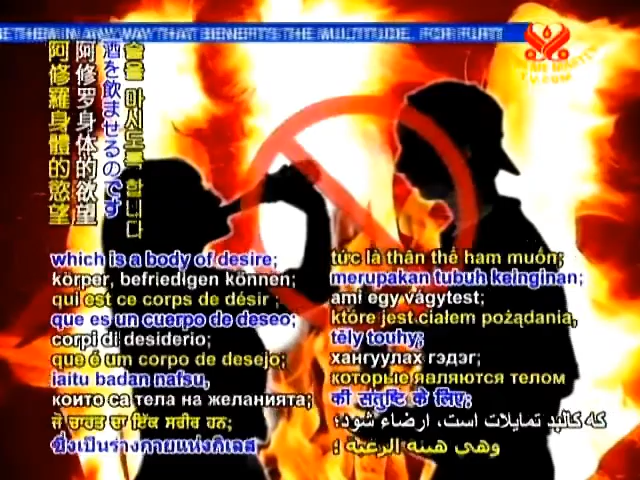 ETHEM IN ANY WAY THAT BENEFITS THE MULTITUDE. FOR FURT
阿修羅身體的慾望
阿修罗身体的欲望
酒を飲ませるのです
술을 마시도록 합니다
which is a body of desire;
körper, befriedigen können;
qui est ce corps de désir ;
que es un cuerpo de deseo;
corpi di desiderio;
que é um corpo de desejo;
iaitu badan nafsu,
които са тела на желанията;
ਜੋ ਚਾਹਤ ਦਾ ਇੱਕ ਸਰੀਰ ਹਨ;
ซึ่งเป็นร่างกายแห่งกิเลส
tức là thân thể ham muốn;
merupakan tubuh keinginan;
ami egy vágytest;
które jest ciałem pożądania,
těly touhy;
хангуулах гэдэг;
которые являются телом
की संतुष्टि के लिए;
که کالبد تمایلات است، ارضاء شود؛
وهي هيئة الرغبة ؛